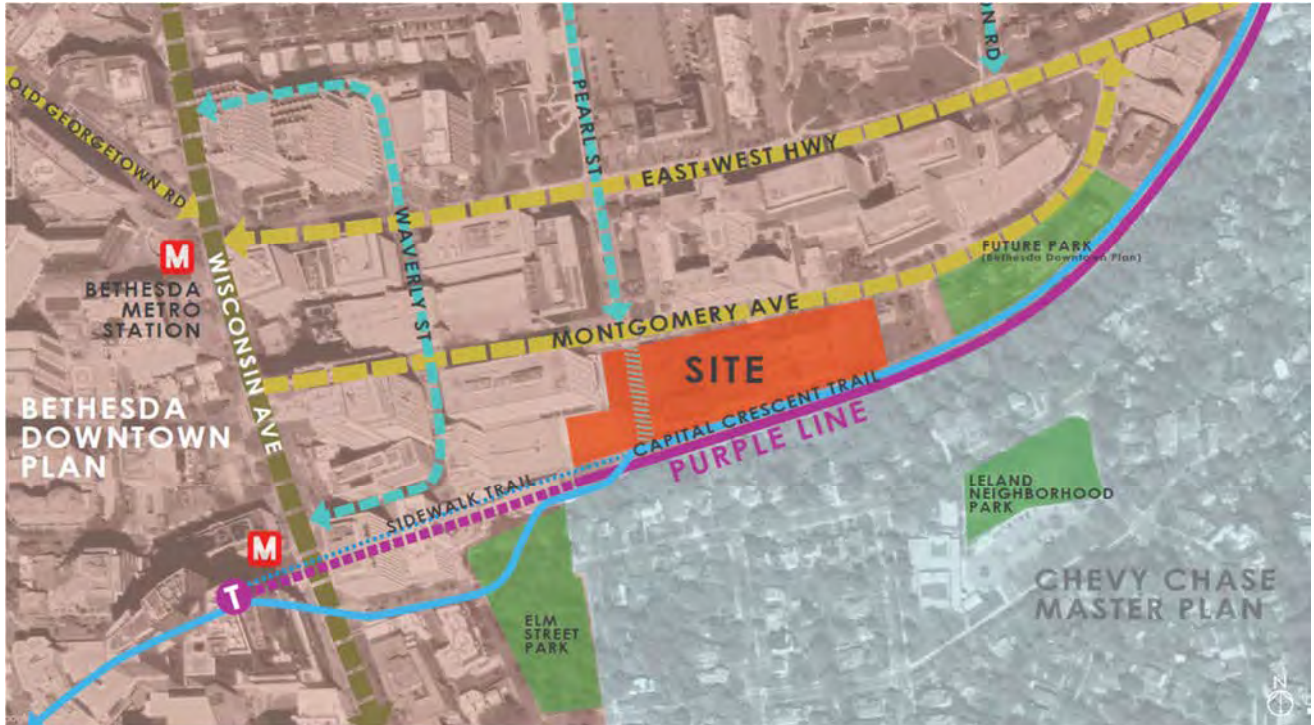 OLD GEORGETOWN RD
WISCONSIN AVE
WAVERLY ST
PEARL ST
ON RD
EAST-WEST HWY
M
BETHESDA
METRO
STATION
MONTGOMERY AVE
FUTURE PARK
(Bethesda Downtown Plan)
SITE
BETHESDA
DOWNTOWN
PLAN
CAPITAL CRESCENT TRAIL
PURPLE LINE
SIDEWALK TRAIL
LELAND
NEIGHBORHOOD
PARK
M
T
CHEVY CHASE
MASTER PLAN
ELM
STREET
PARK
N